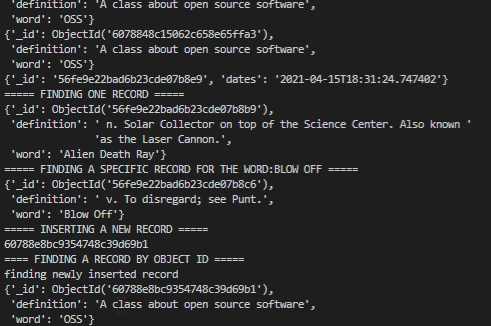 'definition': 'A class about open source software',
'word': 'OSS'}
{'_id': ObjectId('6078848c15062c658e65ffa3'),
'definition': 'A class about open source software',
'word': 'OSS'}
{'_id': '56fe9e22bad6b23cde07b8e9', 'dates': '2021-04-15T18:31:24.747402'}
===== FINDING ONE RECORD =====
{'_id': ObjectId('56fe9e22bad6b23cde07b8b9'),
'definition': ' n. Solar Collector on top of the Science Center. Also known '
'as the Laser Cannon.',
'word': 'Alien Death Ray'}
===== FINDING A SPECIFIC RECORD FOR THE WORD:BLOW OFF =====
{'_id': ObjectId('56fe9e22bad6b23cde07b8c6'),
'definition': ' v. To disregard; see Punt.',
'word': 'Blow Off'}
===== INSERTING A NEW RECORD =====
60788e8bc9354748c39d69b1
==== FINDING A RECORD BY OBJECT ID =====
finding newly inserted record
{'_id': ObjectId('60788e8bc9354748c39d69b1'),
'definition': 'A class about open source software',
'word': 'OSS'}